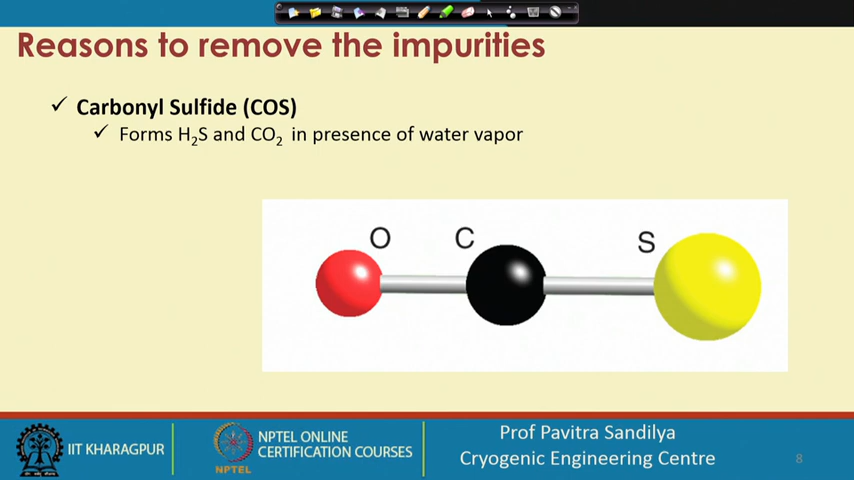 Reasons to remove the impurities
✓ Carbonyl Sulfide (COS)
✓ Forms H₂S and CO₂ in presence of water vapor
O C S
IIT KHARAGPUR
NPTEL
NPTEL ONLINE
CERTIFICATION COURSES
Prof Pavitra Sandilya
Cryogenic Engineering Centre
8